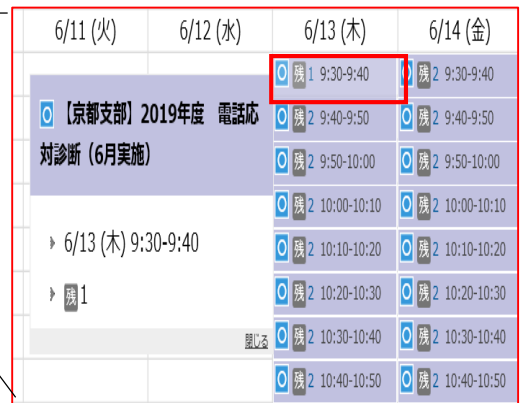 6/11 (火) 6/12 (水) 6/13 (木) 6/14 (金)
残 1 9:30-9:40 残 2 9:30-9:40
【京都支部】2019年度 電話応
対診断（6月実施）
残 2 9:40-9:50 残 2 9:40-9:50
残 2 9:50-10:00 残 2 9:50-10:00
残 2 10:00-10:10 残 2 10:00-10:10
6/13 (木) 9:30-9:40
残 1
残 2 10:10-10:20 残 2 10:10-10:20
残 2 10:20-10:30 残 2 10:20-10:30
閉じる
残 2 10:30-10:40 残 2 10:30-10:40
残 2 10:40-10:50 残 2 10:40-10:50